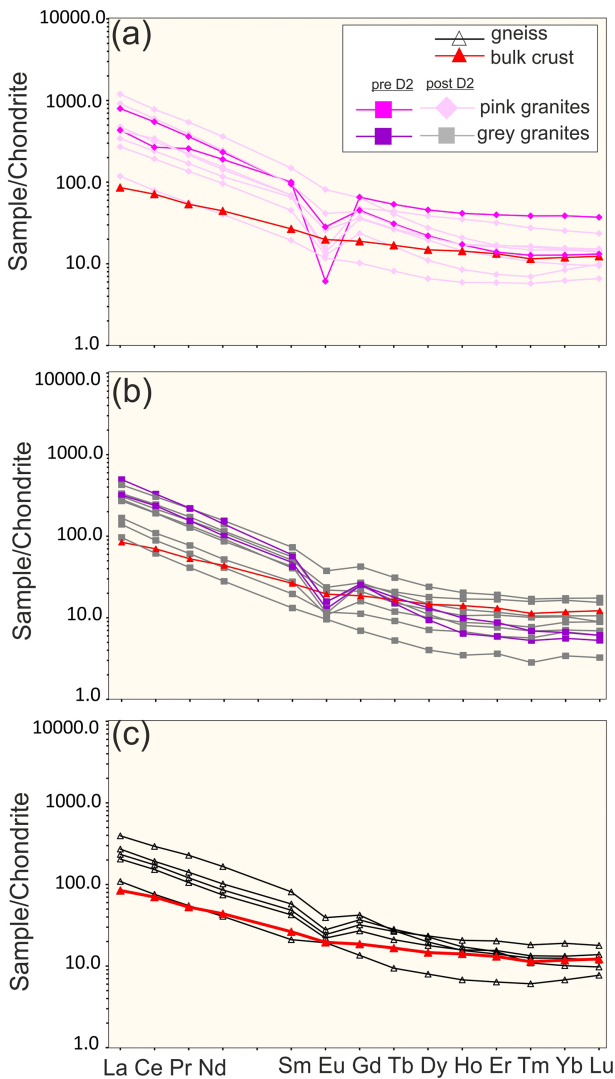 (a)
10000.0
1000.0
100.0
10.0
1.0
Sample/Chondrite
gneiss
bulk crust
pre D2 post D2
pink granites
grey granites
(b)
10000.0
1000.0
100.0
10.0
1.0
Sample/Chondrite
(c)
10000.0
1000.0
100.0
10.0
1.0
Sample/Chondrite
La Ce Pr Nd Sm Eu Gd Tb Dy Ho Er Tm Yb Lu